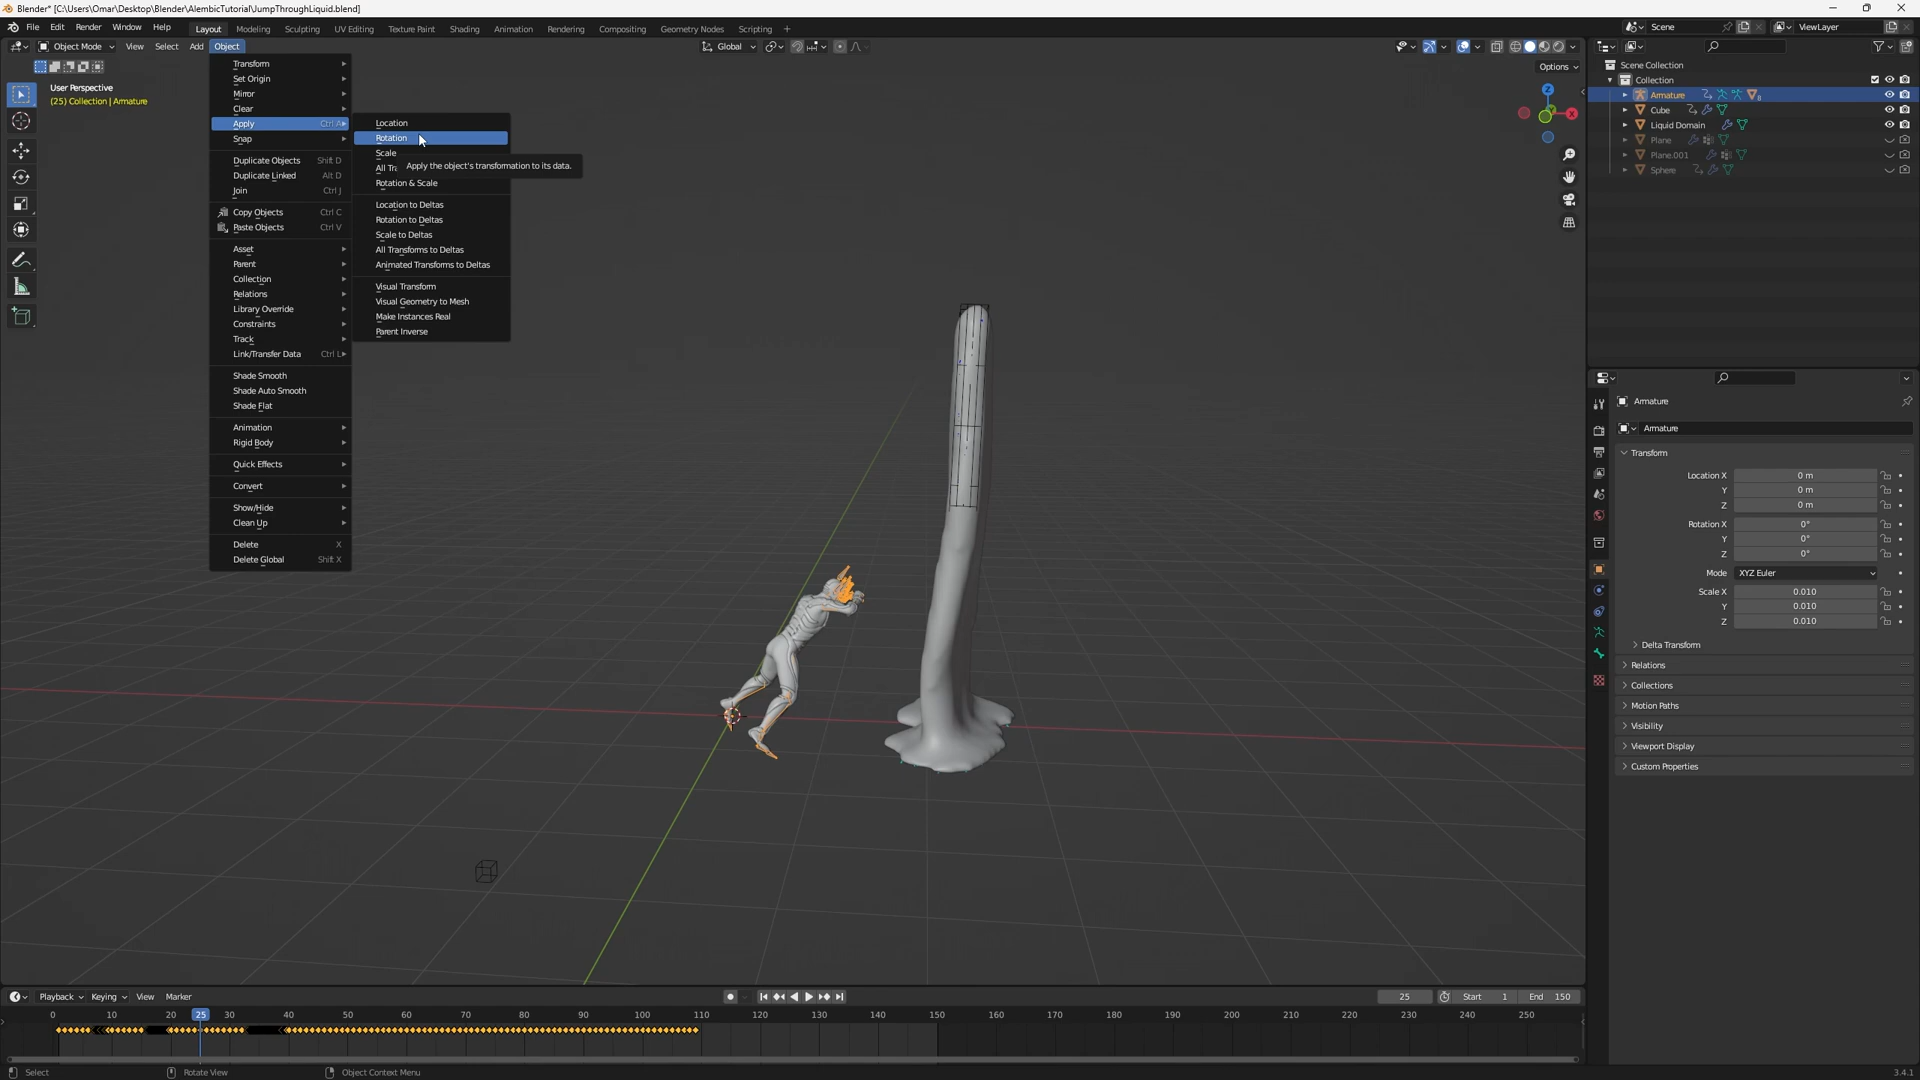 Blender* [C:\Users\Omar\Desktop\Blender\AlembicTutorial\JumpThroughLiquid.blend]
File Edit Render Window Help Layout Modeling Sculpting UV Editing Texture Paint Shading Animation Rendering Compositing Geometry Nodes Scripting + Scene ViewLayer
Object Mode View Select Add Object Global
Options
User Perspective
(25) Collection | Armature
Transform
Set Origin
Mirror
Clear
Apply Ctrl A
Snap
Duplicate Objects Shift D
Duplicate Linked Alt D
Join Ctrl J
Copy Objects Ctrl C
Paste Objects Ctrl V
Asset
Parent
Collection
Relations
Library Override
Constraints
Track
Link/Transfer Data Ctrl L
Shade Smooth
Shade Auto Smooth
Shade Flat
Animation
Rigid Body
Quick Effects
Convert
Show/Hide
Clean Up
Delete X
Delete Global Shift X
Location
Rotation
Scale
All Tra
Apply the object's transformation to its data.
Rotation & Scale
Location to Deltas
Rotation to Deltas
Scale to Deltas
All Transforms to Deltas
Animated Transforms to Deltas
Visual Transform
Visual Geometry to Mesh
Make Instances Real
Parent Inverse
Z
X
Scene Collection
Collection
Armature
8
Cube
Liquid Domain
Plane
Plane.001
Sphere
Armature
Armature
Transform
Location X 0 m
Y 0 m
Z 0 m
Rotation X 0°
Y 0°
Z 0°
Mode XYZ Euler
Scale X 0.010
Y 0.010
Z 0.010
Delta Transform
Relations
Collections
Motion Paths
Visibility
Viewport Display
Custom Properties
Playback Keying View Marker 25 Start 1 End 150
0 10 20 25 30 40 50 60 70 80 90 100 110 120 130 140 150 160 170 180 190 200 210 220 230 240 250
Select Rotate View Object Context Menu 3.4.1